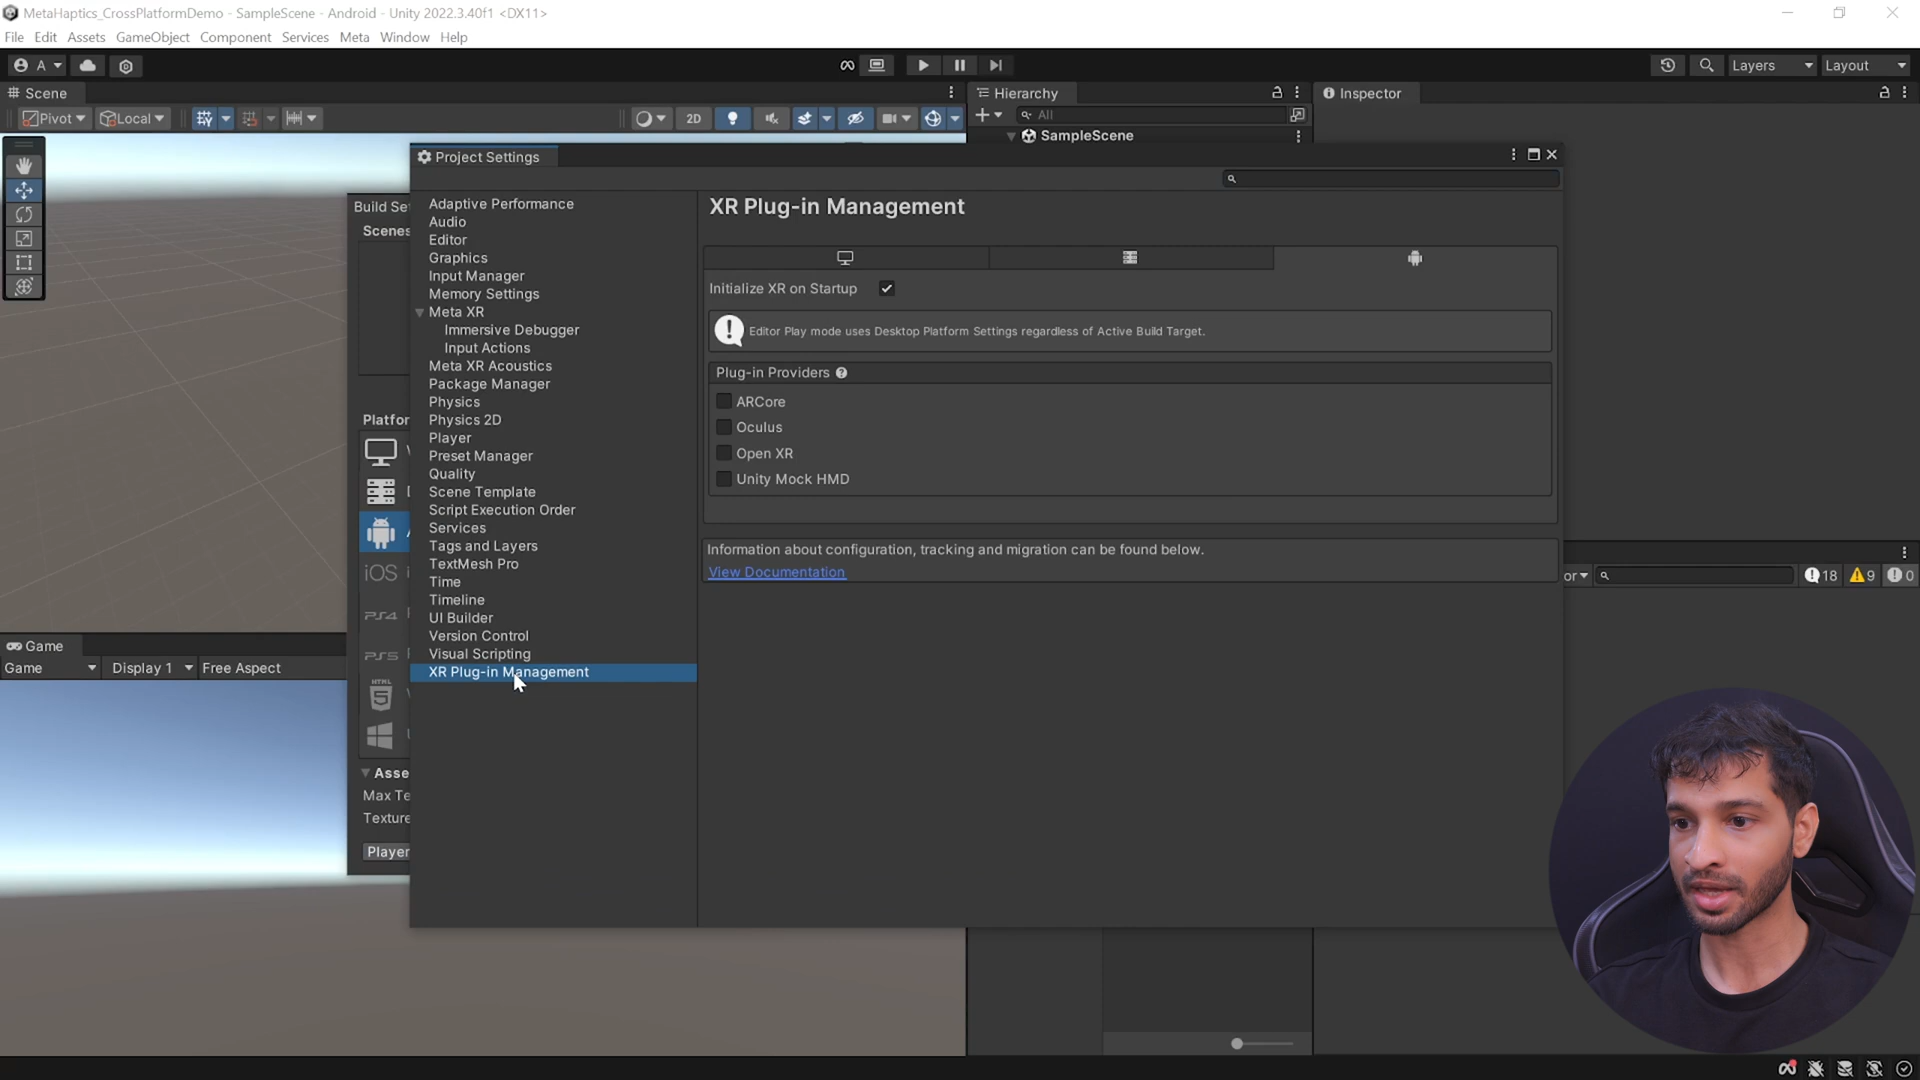 MetaHaptics_CrossPlatformDemo - SampleScene - Android - Unity 2022.3.40f1 <DX11>
File Edit Assets GameObject Component Services Meta Window Help
A Layers Layout
Scene Hierarchy Inspector
Pivot Local 2D All
SampleScene
Project Settings
XR Plug-in Management
Adaptive Performance
Audio
Editor
Graphics
Input Manager
Memory Settings
Meta XR
Immersive Debugger
Input Actions
Meta XR Acoustics
Package Manager
Physics
Physics 2D
Player
Preset Manager
Quality
Scene Template
Script Execution Order
Services
Tags and Layers
TextMesh Pro
Time
Timeline
UI Builder
Version Control
Visual Scripting
XR Plug-in Management
Initialize XR on Startup
Editor Play mode uses Desktop Platform Settings regardless of Active Build Target.
Plug-in Providers
ARCore
Oculus
Open XR
Unity Mock HMD
Information about configuration, tracking and migration can be found below.
View Documentation
Build Se
Scenes
Platfor
iOS
PS4
PS5
HTML
5
Asse
Max Te
Texture
Player
or 18 9 0
Game
Game Display 1 Free Aspect